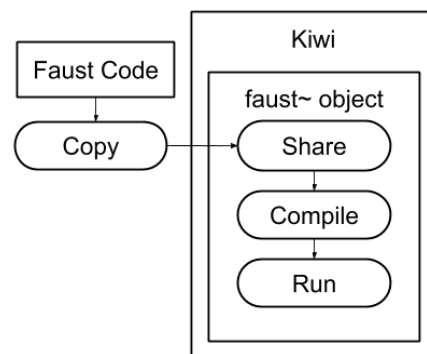 Kiwi
Faust Code
faust~ object
Copy
Share
Compile
Run